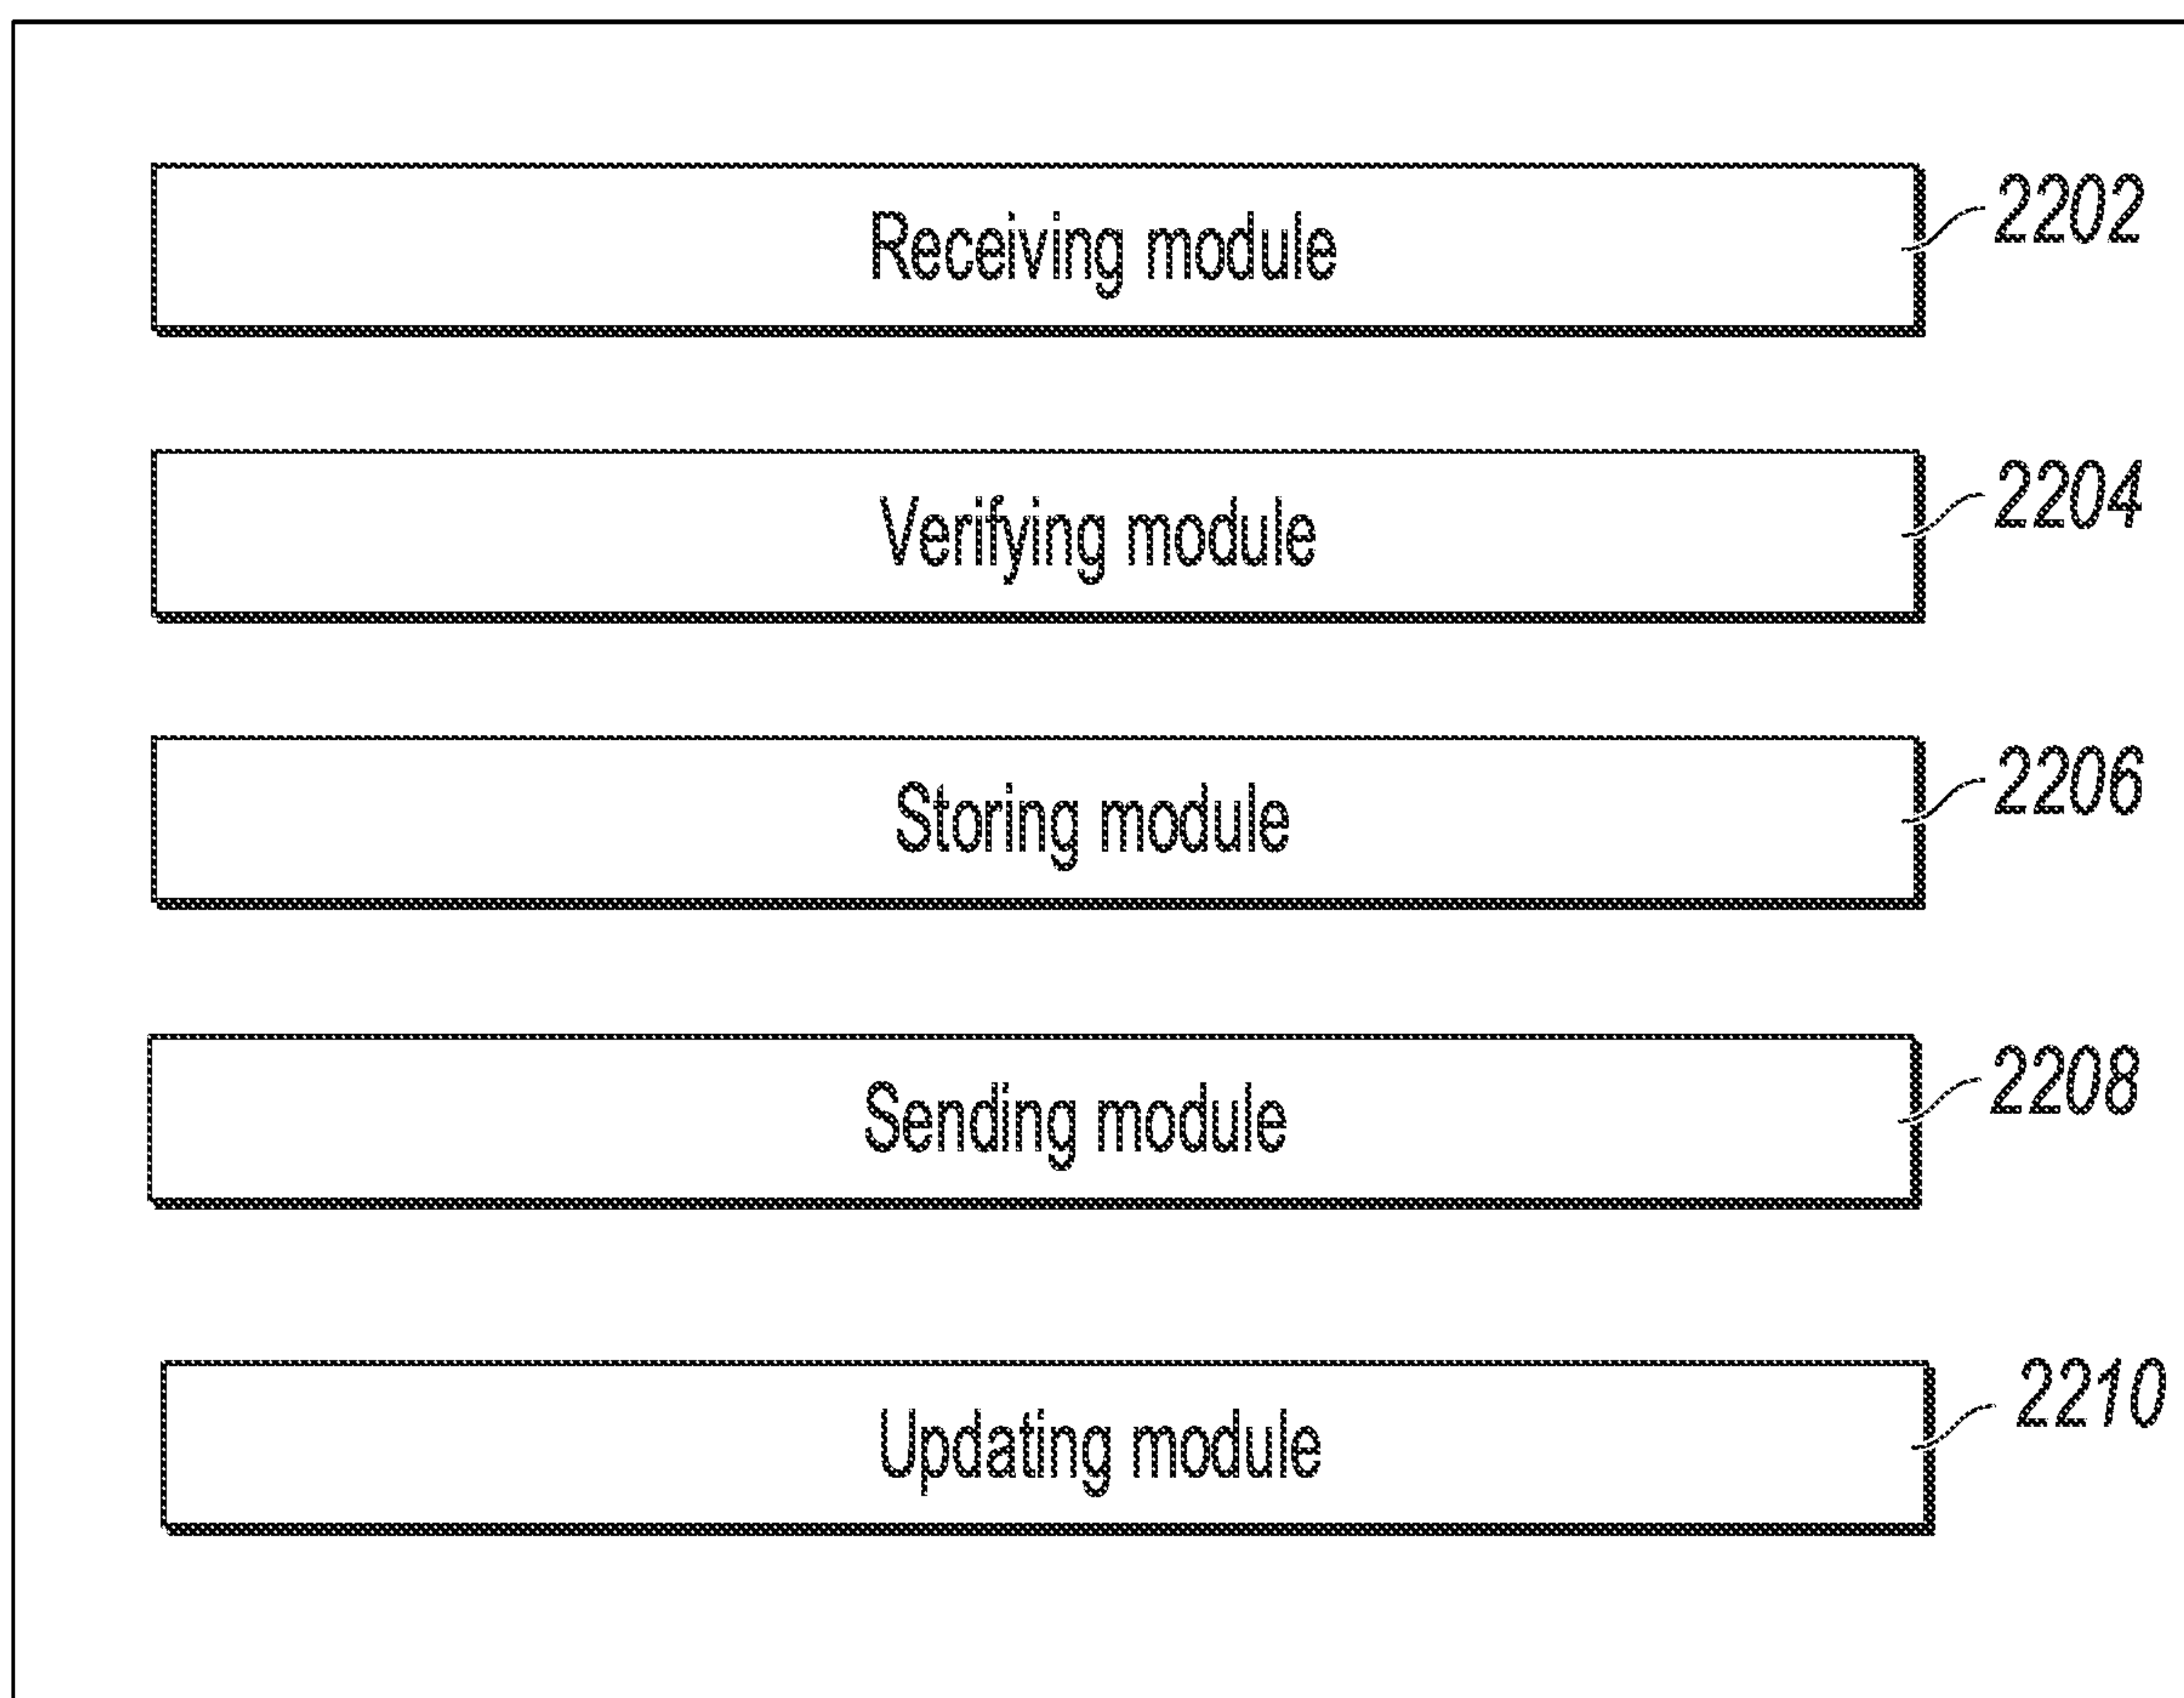 Receiving module 2202
Verifying module 2204
Storing module 2206
Sending module 2208
Updating module 2210